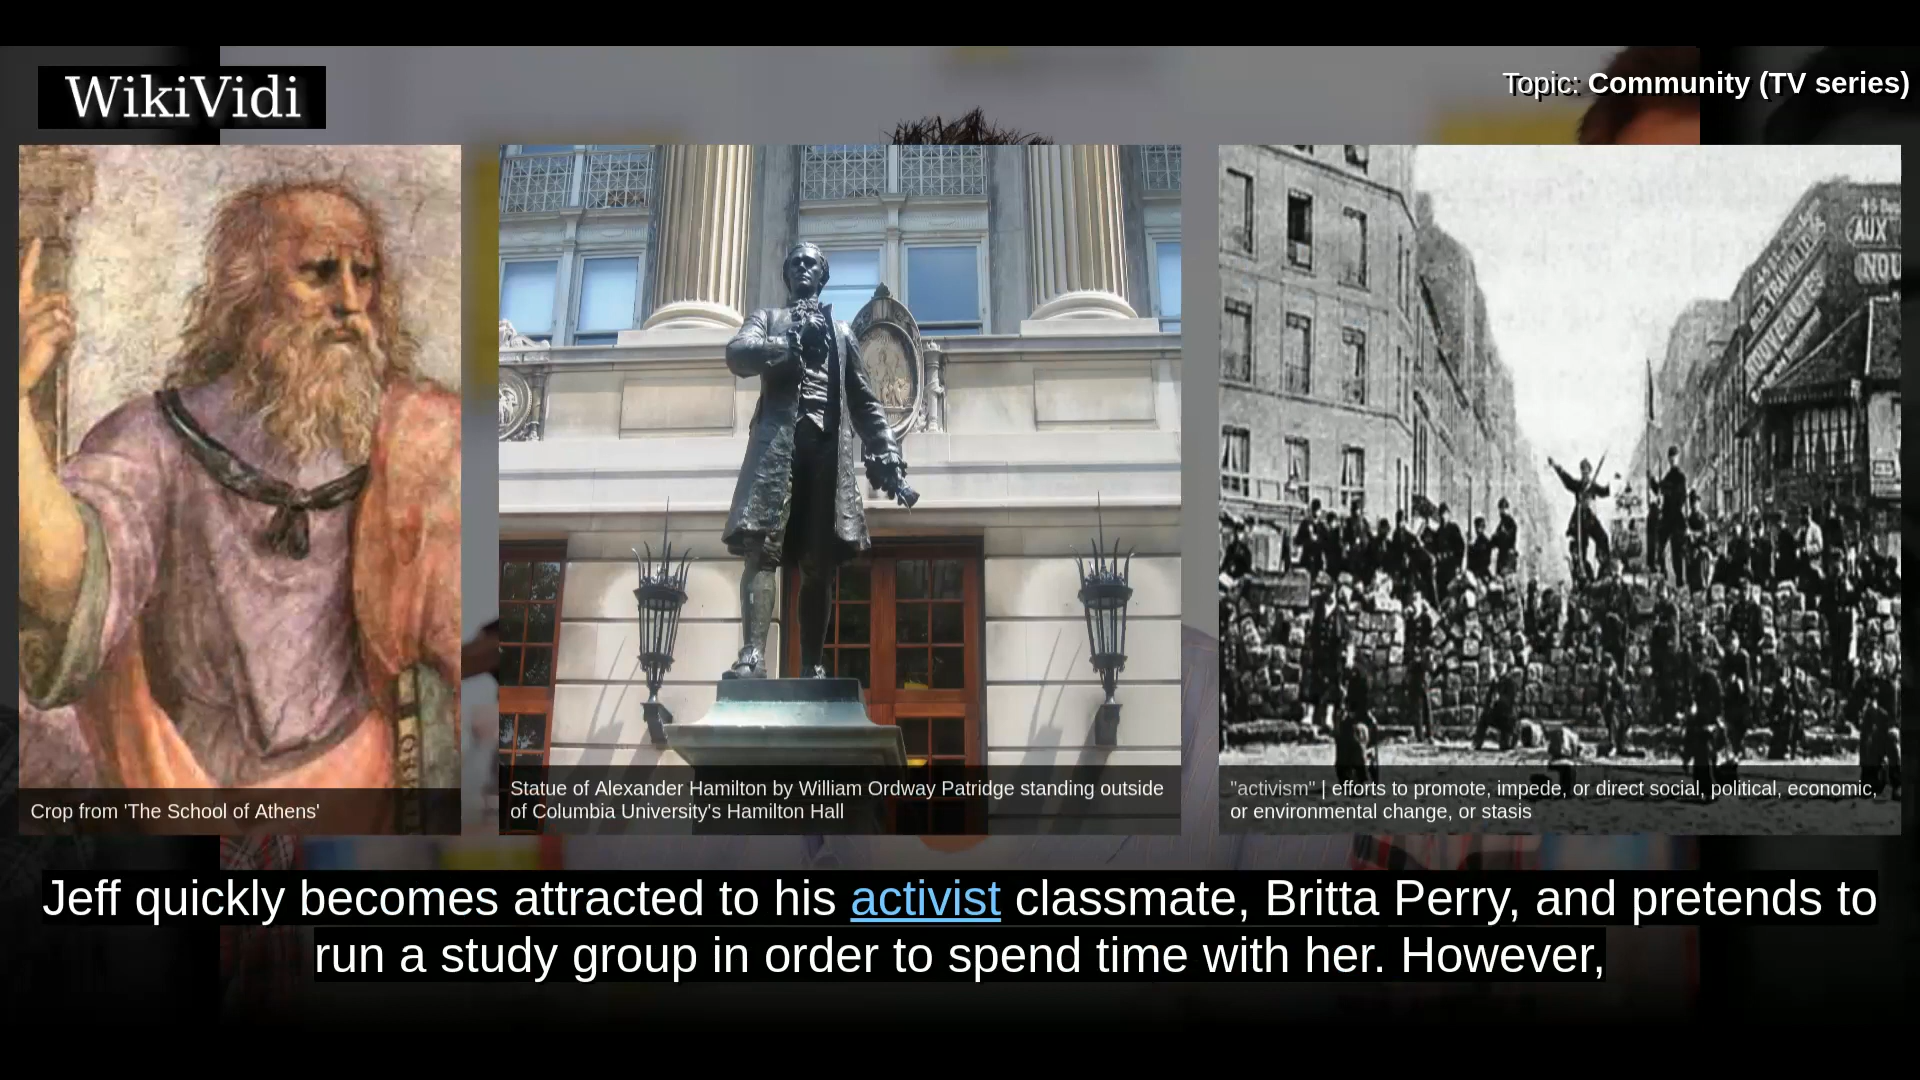 WikiVidi
Topic: Community (TV series)
AUX
NOU
NOUVEAUTES
Crop from 'The School of Athens'
Statue of Alexander Hamilton by William Ordway Patridge standing outside
of Columbia University's Hamilton Hall
"activism" | efforts to promote, impede, or direct social, political, economic,
or environmental change, or stasis
Jeff quickly becomes attracted to his activist classmate, Britta Perry, and pretends to
run a study group in order to spend time with her. However,